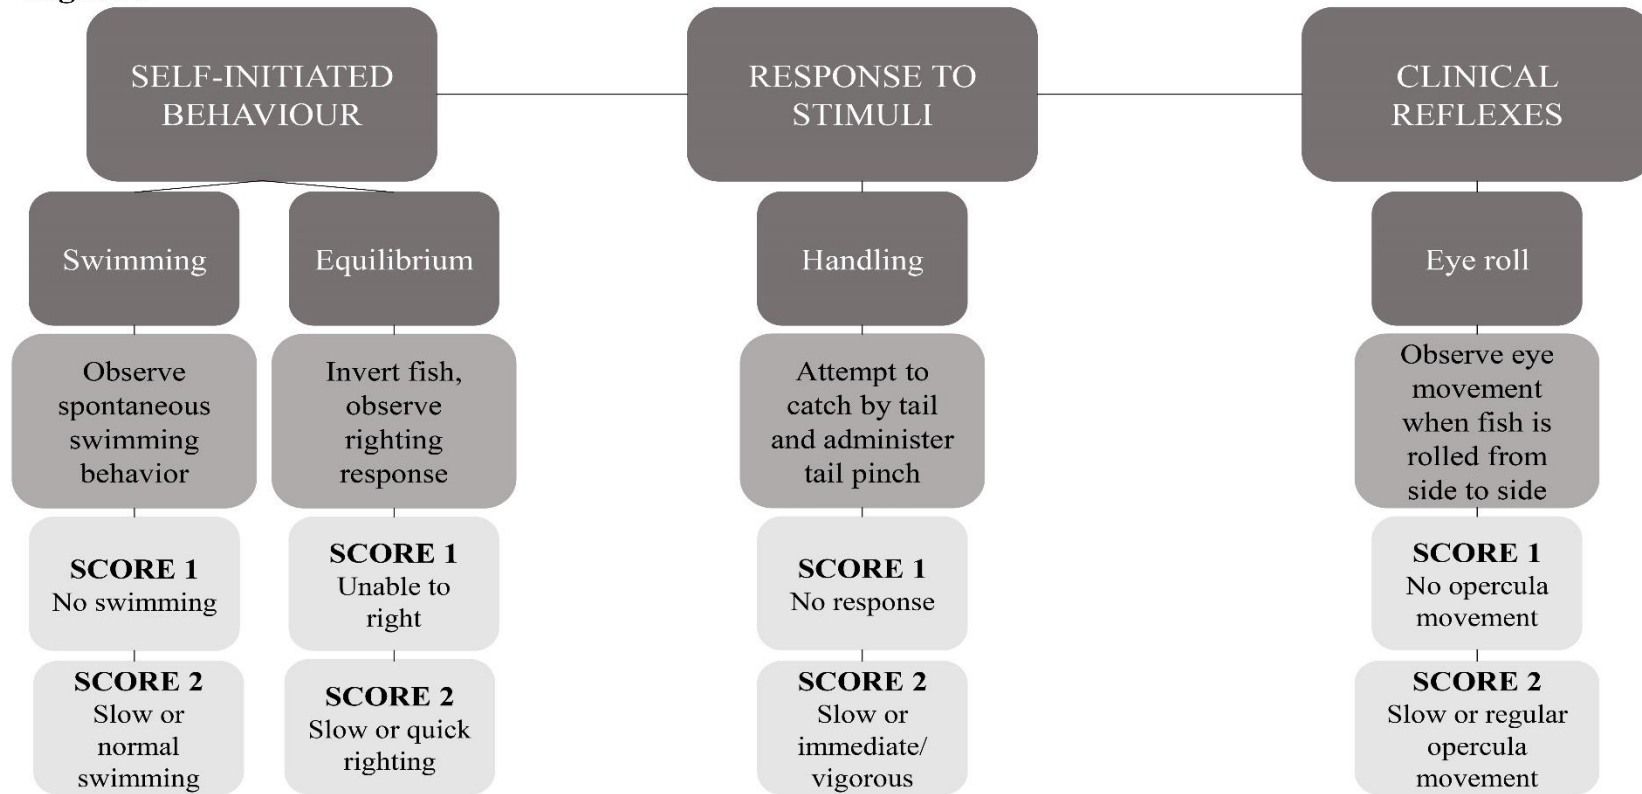 SELF-INITIATED
BEHAVIOUR
RESPONSE TO
STIMULI
CLINICAL
REFLEXES
Swimming
Equilibrium
Handling
Eye roll
Observe
spontaneous
swimming
behavior
Invert fish,
observe
righting
response
Attempt to
catch by tail
and administer
tail pinch
Observe eye
movement
when fish is
rolled from
side to side
SCORE 1
No swimming
SCORE 1
Unable to
right
SCORE 1
No response
SCORE 1
No opercula
movement
SCORE 2
Slow or
normal
swimming
SCORE 2
Slow or quick
righting
SCORE 2
Slow or
immediate/
vigorous
SCORE 2
Slow or regular
opercula
movement